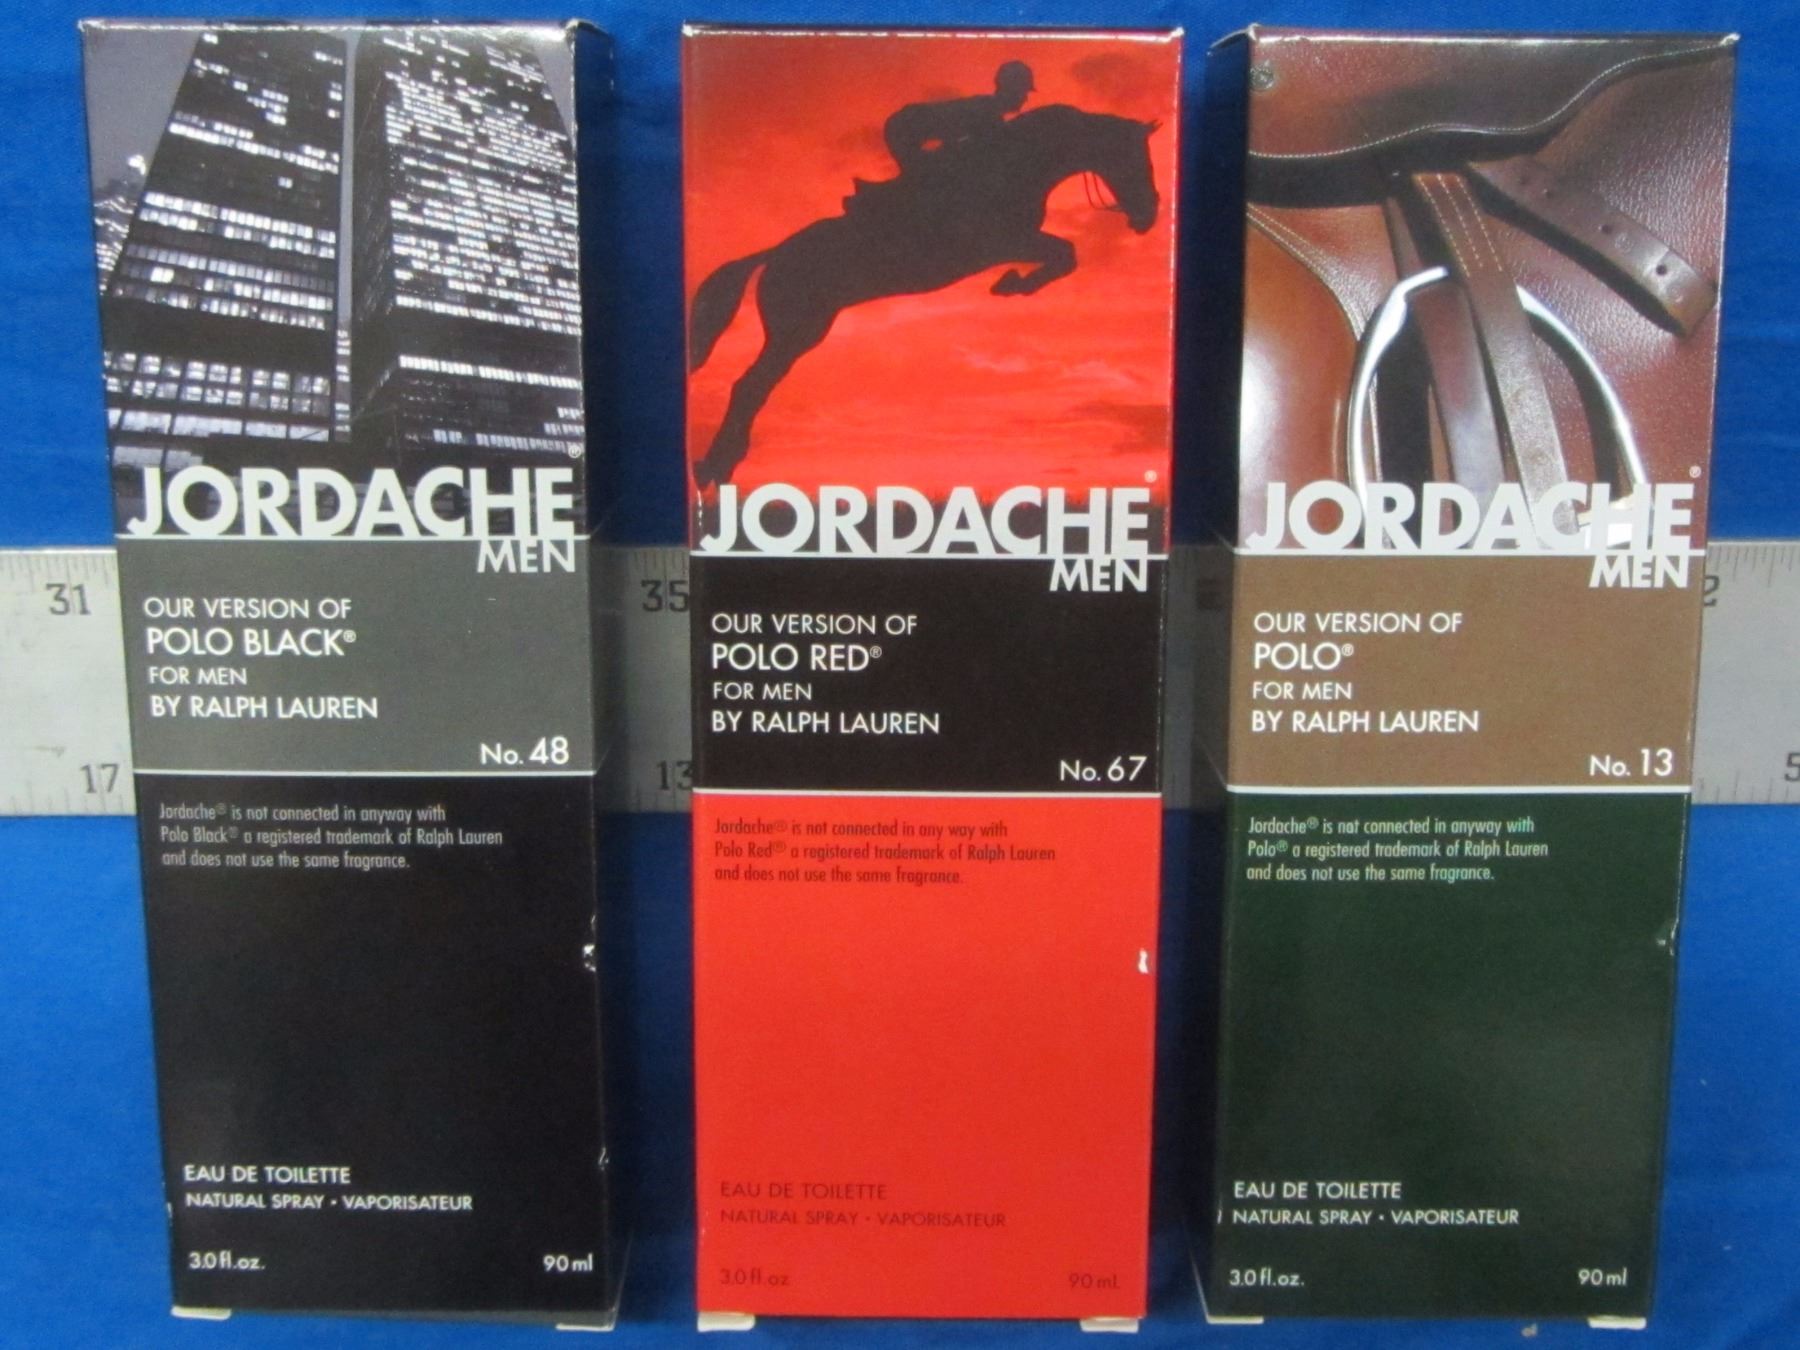 JORDACHE®
MEN
OUR VERSION OF
POLO BLACK®
FOR MEN
BY RALPH LAUREN
No. 48
Jordache® is not connected in anyway with
Polo Black® a registered trademark of Ralph Lauren
and does not use the same fragrance.
EAU DE TOILETTE
NATURAL SPRAY • VAPORISATEUR
3.0 fl.oz. 90 ml
JORDACHE®
MEN
OUR VERSION OF
POLO RED®
FOR MEN
BY RALPH LAUREN
No. 67
Jordache® is not connected in any way with
Polo Red® a registered trademark of Ralph Lauren
and does not use the same fragrance.
EAU DE TOILETTE
NATURAL SPRAY • VAPORISATEUR
3.0 fl.oz 90 mL
JORDACHE®
MEN
OUR VERSION OF
POLO®
FOR MEN
BY RALPH LAUREN
No. 13
Jordache® is not connected in anyway with
Polo® a registered trademark of Ralph Lauren
and does not use the same fragrance.
EAU DE TOILETTE
NATURAL SPRAY • VAPORISATEUR
3.0 fl.oz. 90 ml
31
17
35
13
2
5